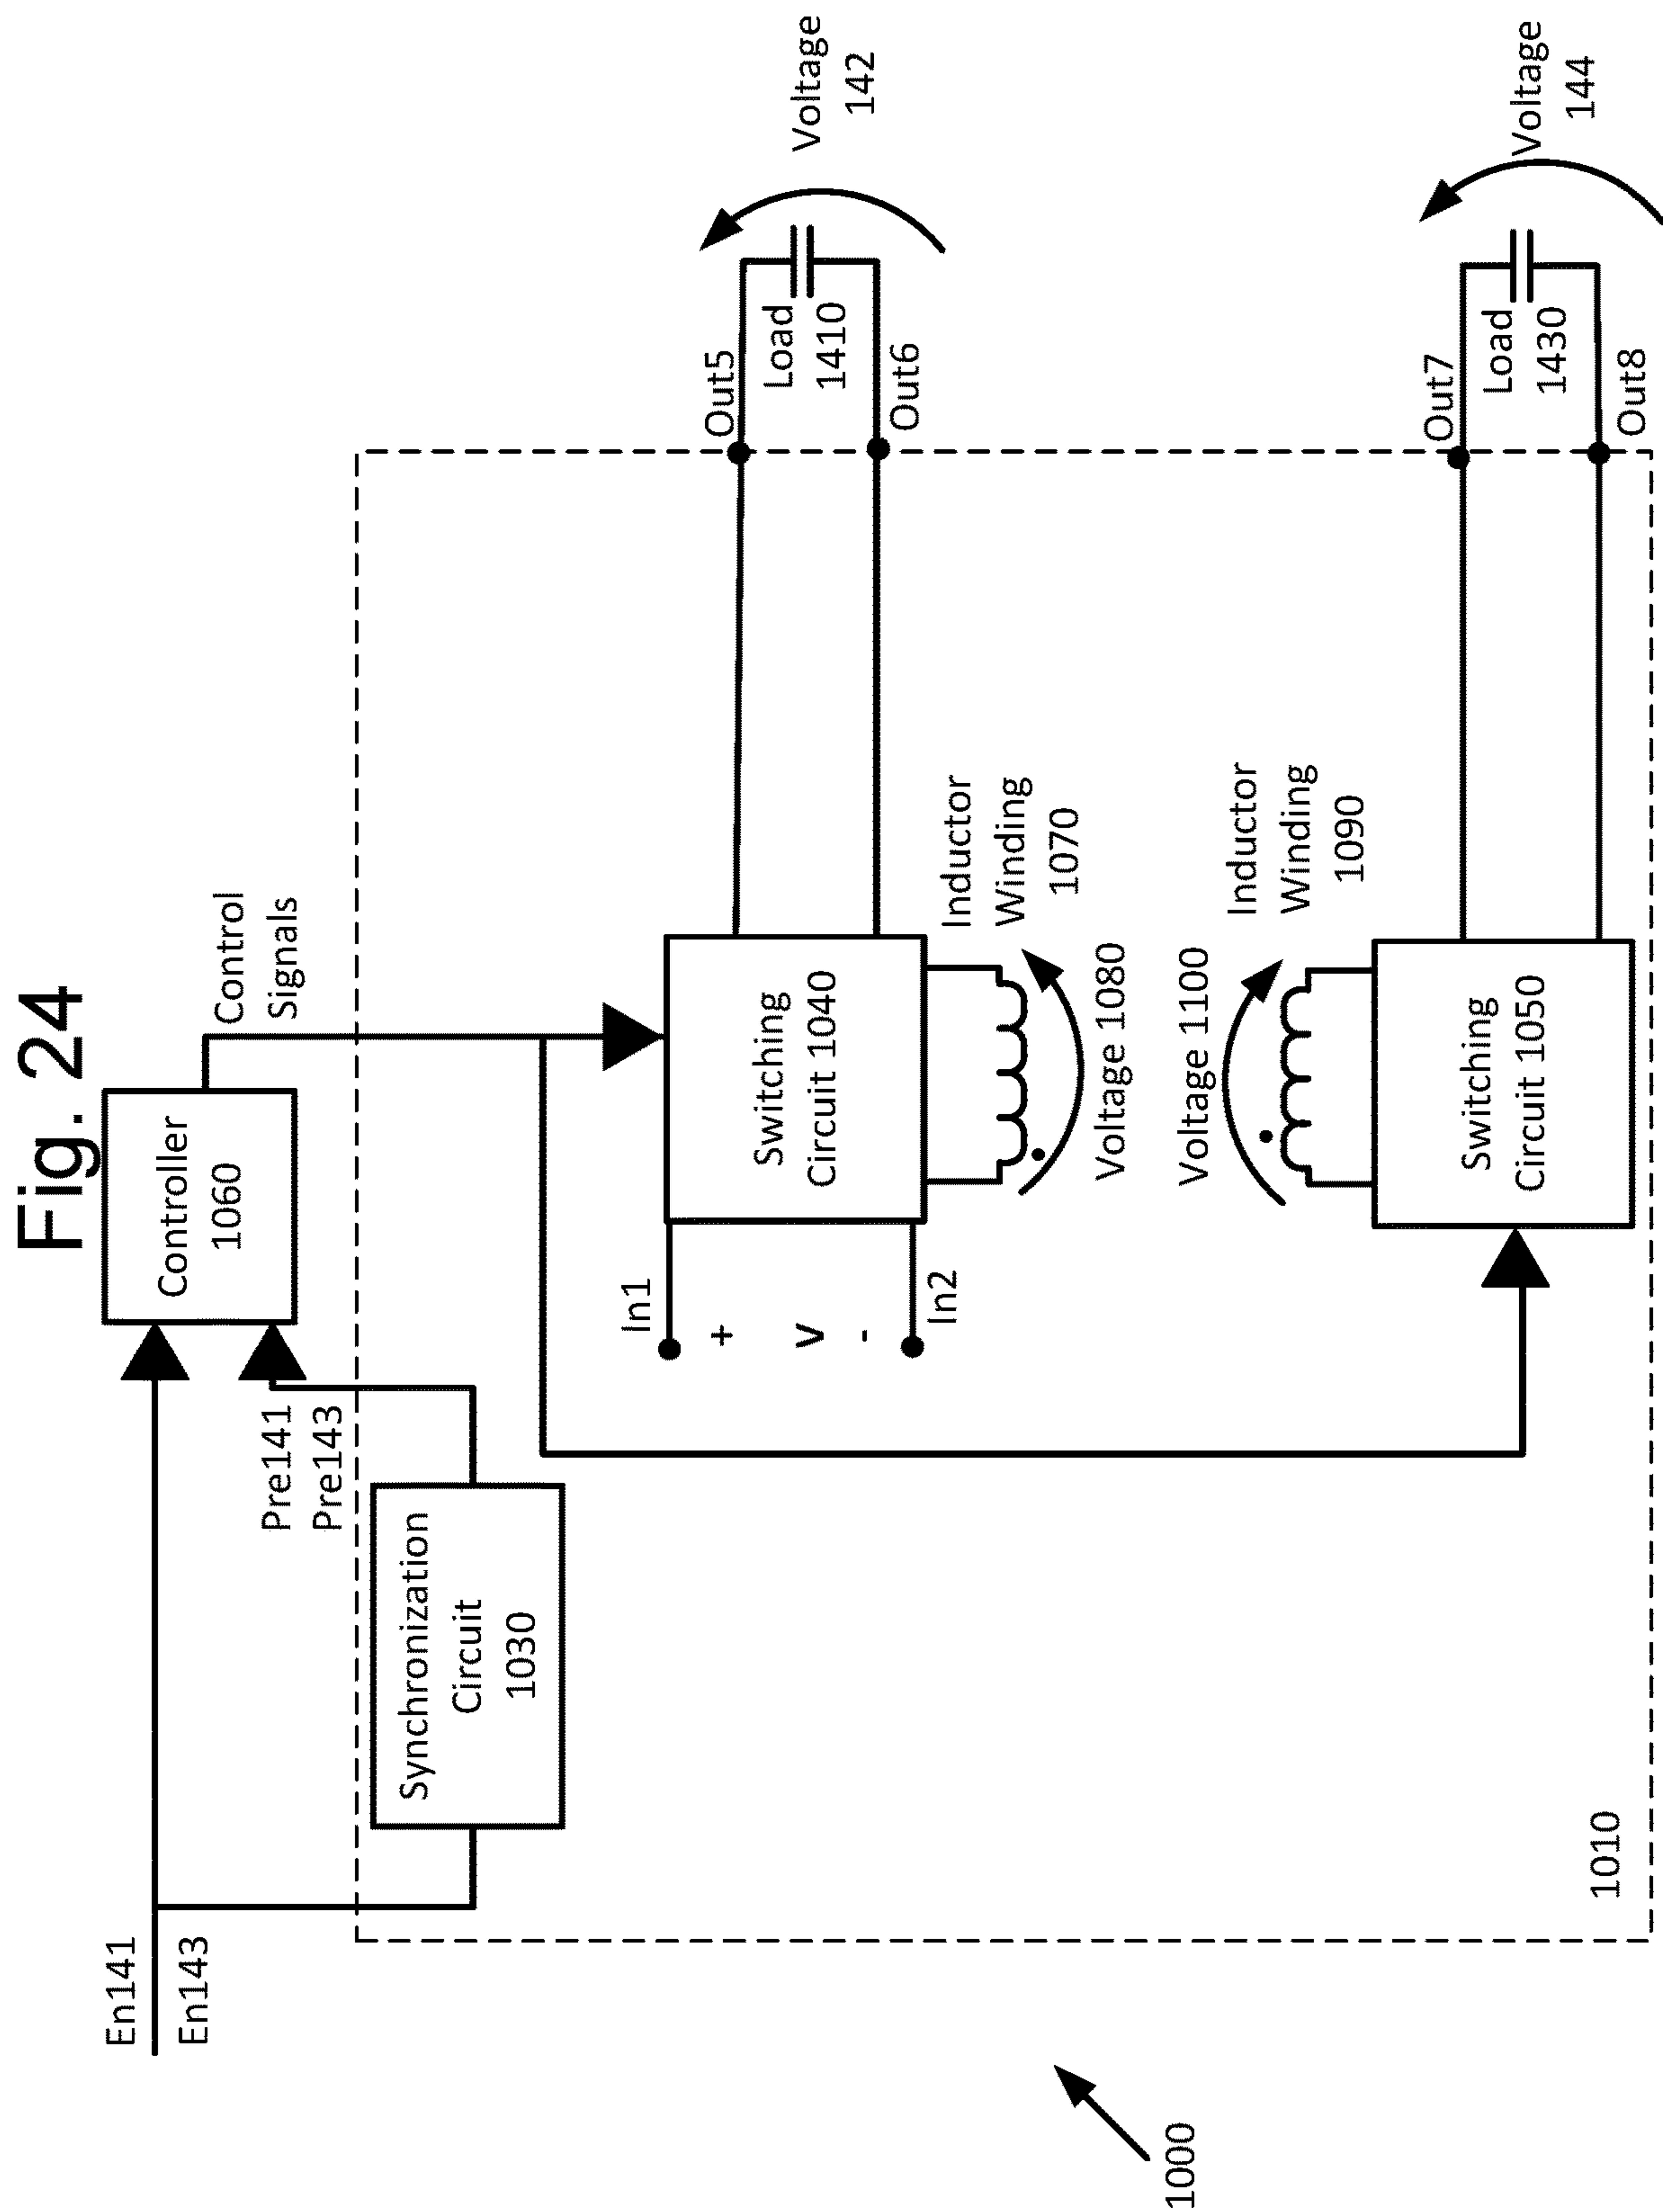 Fig. 24
En141
En143
Controller
1060
Control
Signals
Pre141
Pre143
Synchronization
Circuit
1030
In1
+
v
-
In2
Switching
Circuit 1040
Out5
Load
1410
Out6
Voltage
142
Inductor
Winding
1070
Voltage 1080
Voltage 1100
Inductor
Winding
1090
Switching
Circuit 1050
Out7
Load
1430
Out8
Voltage
144
1010
1000